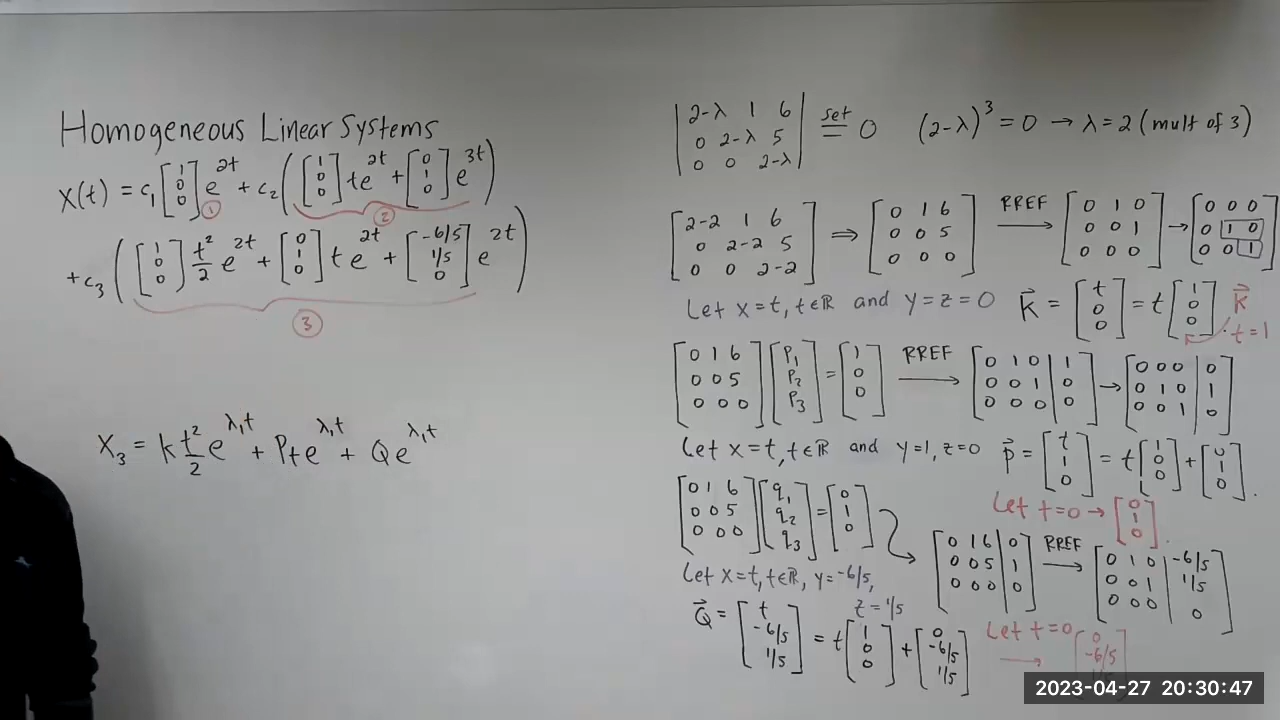 Homogeneous Linear Systems
X(t) = c₁ [1 0 0] e^2t + c₂ ( [1 0 0] te^2t + [0 1 0] e^3t )
① ②
+ c₃ ( [1 0 0] t²/2 e^2t + [0 1 0] te^2t + [-6/5 1/5 0] e^2t )
③
X₃ = k t²/2 e^λ₁t + Pte^λ₁t + Qe^λ₁t
| 2-λ 1 6 | set = 0 (2-λ)³ = 0 → λ = 2 (mult of 3)
| 0 2-λ 5 |
| 0 0 2-λ |
[2-2 1 6] ⇒ [0 1 6] RREF → [0 1 0] → [0 0 0]
[0 2-2 5] [0 0 5] [0 0 1] [0 1 0]
[0 0 2-2] [0 0 0] [0 0 0] [0 0 1]
Let x=t, t∈ℝ and y=z=0 K⃗ = [t 0 0] = t [1 0 0] . K⃗ t=1
[0 1 6] [P₁] = [1] RREF → [0 1 0 | 1] → [0 0 0 | 0]
[0 0 5] [P₂] [0] [0 0 1 | 0] [0 1 0 | 1]
[0 0 0] [P₃] [0] [0 0 0 | 0] [0 0 1 | 0]
Let x=t, t∈ℝ and y=1, z=0 p⃗ = [t 1 0] = t [1 0 0] + [0 1 0] .
Let t=0 → [0 1 0] .
[0 1 6] [q₁] = [0]
[0 0 5] [q₂] [1]
[0 0 0] [q₃] [0]
[0 1 6 | 0] RREF → [0 1 0 | -6/5]
[0 0 5 | 1] [0 0 1 | 1/5]
[0 0 0 | 0] [0 0 0 | 0]
Let x=t, t∈ℝ, y=-6/5,
z=1/5
Q⃗ = [t -6/5 1/5] = t [1 0 0] + [0 -6/5 1/5] Let t=0 → [0 -6/5
2023-04-27 20:30:47